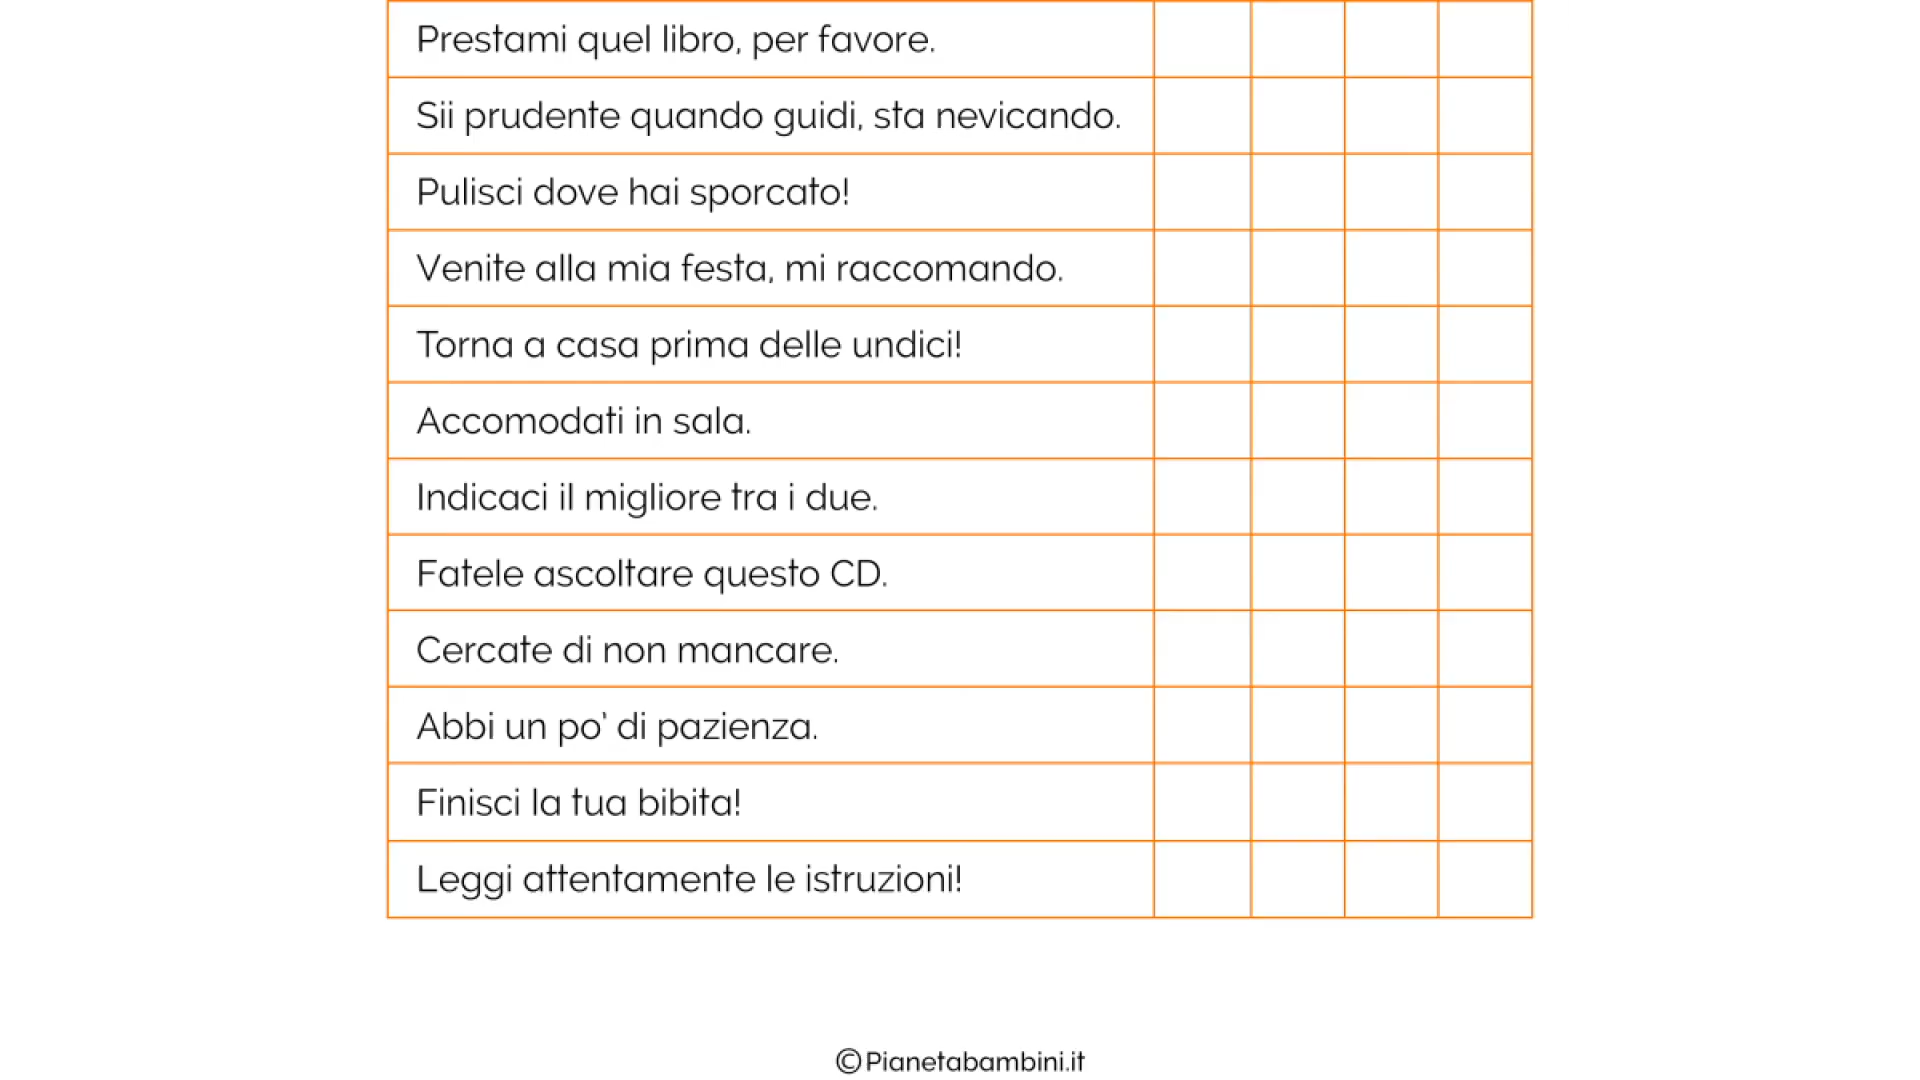 Prestami quel libro, per favore.
Sii prudente quando guidi, sta nevicando.
Pulisci dove hai sporcato!
Venite alla mia festa, mi raccomando.
Torna a casa prima delle undici!
Accomodati in sala.
Indicaci il migliore tra i due.
Fatele ascoltare questo CD.
Cercate di non mancare.
Abbi un po' di pazienza.
Finisci la tua bibita!
Leggi attentamente le istruzioni!
©Pianetabambini.it